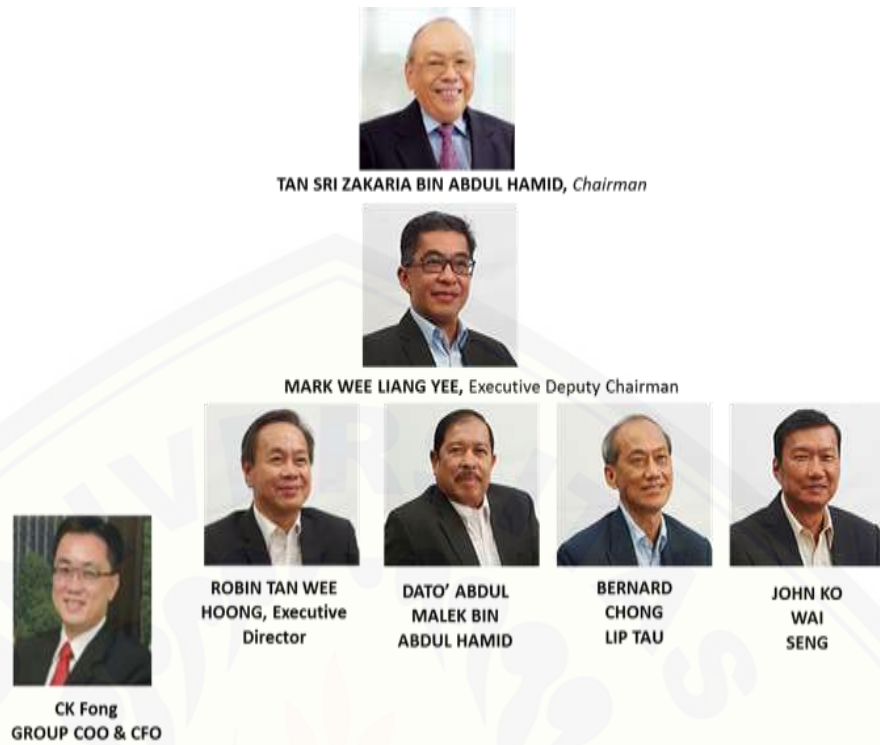 TAN SRI ZAKARIA BIN ABDUL HAMID, Chairman
MARK WEE LIANG YEE, Executive Deputy Chairman
ROBIN TAN WEE
HOONG, Executive
Director
DATO’ ABDUL
MALEK BIN
ABDUL HAMID
BERNARD
CHONG
LIP TAU
JOHN KO
WAI
SENG
CK Fong
GROUP COO & CFO